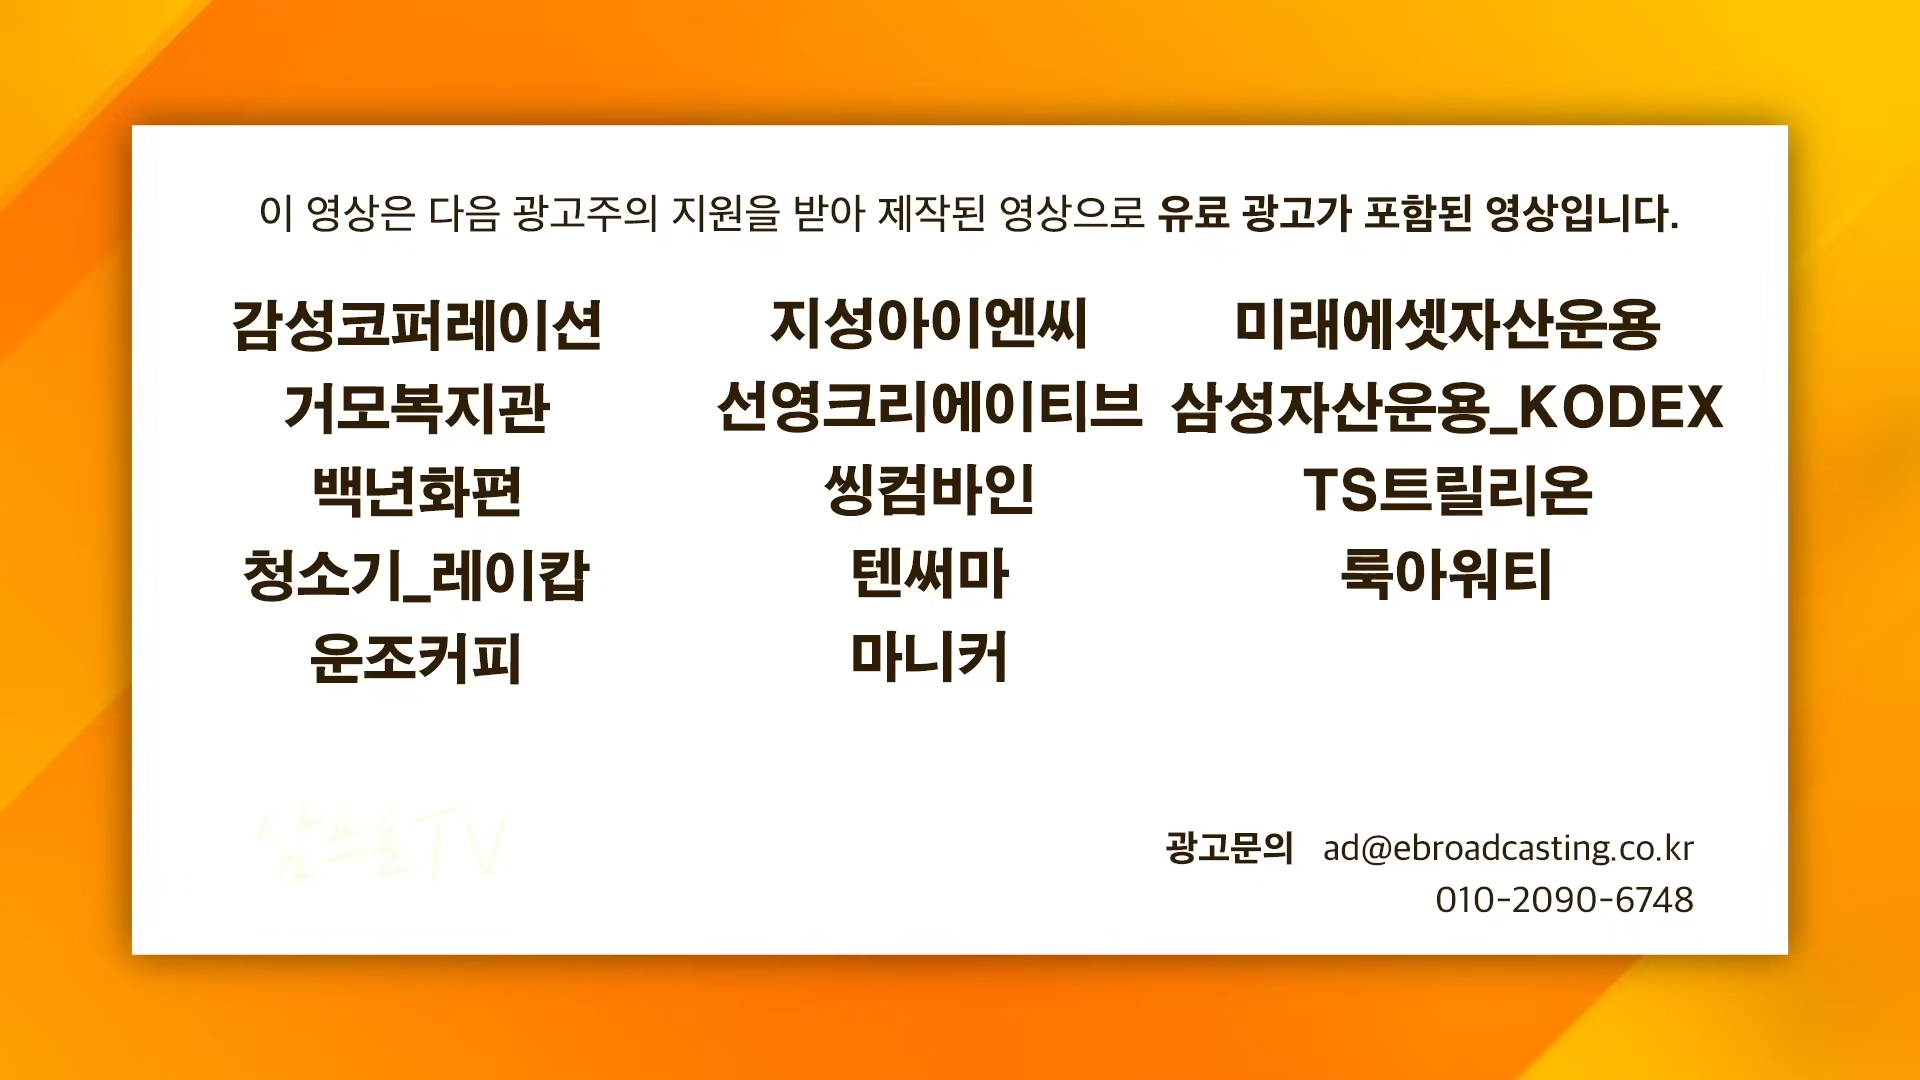 이 영상은 다음 광고주의 지원을 받아 제작된 영상으로 유료 광고가 포함된 영상입니다.
감성코퍼레이션 지성아이엔씨 미래에셋자산운용
거모복지관 선영크리에이티브 삼성자산운용_KODEX
백년화편 씽컴바인 TS트릴리온
청소기_레이캅 텐써마 룩아워티
운조커피 마니커
삼프로TV
광고문의 ad@ebroadcasting.co.kr
010-2090-6748